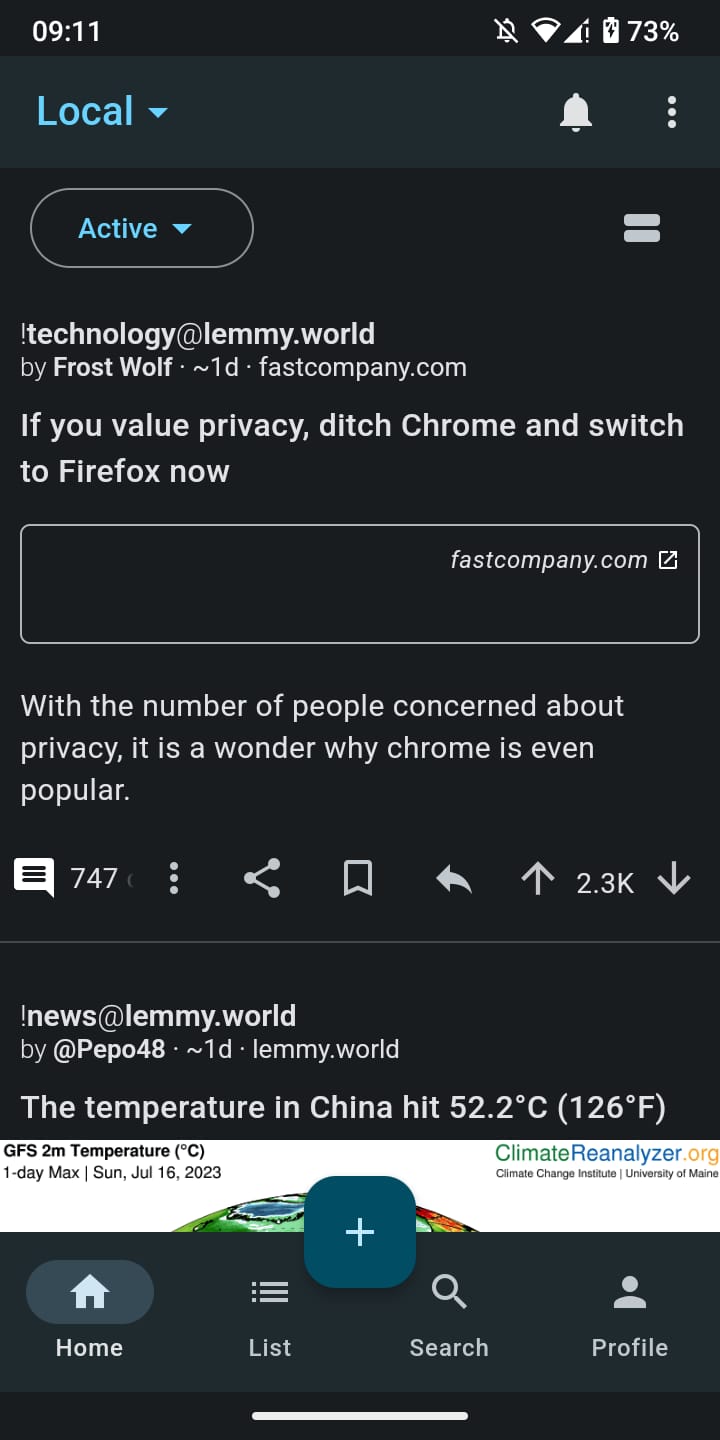 09:11
73%
Local
Active
!technology@lemmy.world
by Frost Wolf · ~1d · fastcompany.com
If you value privacy, ditch Chrome and switch
to Firefox now
fastcompany.com
With the number of people concerned about
privacy, it is a wonder why chrome is even
popular.
747
2.3K
!news@lemmy.world
by @Pepo48 · ~1d · lemmy.world
The temperature in China hit 52.2°C (126°F)
GFS 2m Temperature (°C)
1-day Max | Sun, Jul 16, 2023
ClimateReanalyzer.org
Climate Change Institute | University of Maine
Home
List
Search
Profile